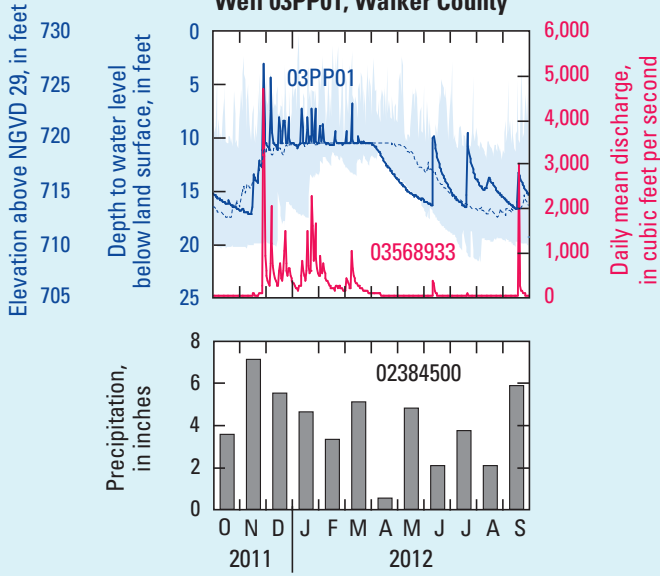 Well 03PP01, Walker County
Elevation above NGVD 29, in feet
730
725
720
715
710
705
Depth to water level
below land surface, in feet
0
5
10
15
20
25
03PP01
03568933
6,000
5,000
4,000
3,000
2,000
1,000
0
Daily mean discharge,
in cubic feet per second
Precipitation,
in inches
8
6
4
2
0
02384500
O N D J F M A M J J A S
2011 2012